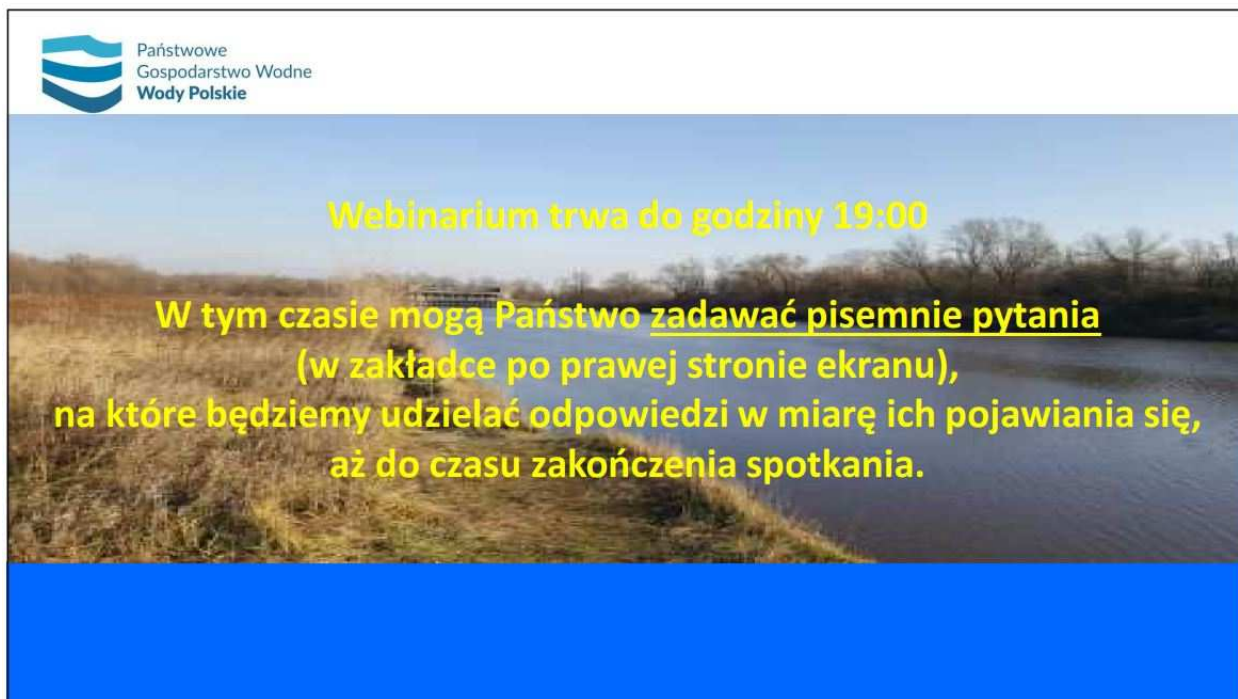 Państwowe
Gospodarstwo Wodne
Wody Polskie
Webinarium trwa do godziny 19:00
W tym czasie mogą Państwo zadawać pisemnie pytania
(w zakładce po prawej stronie ekranu),
na które będziemy udzielać odpowiedzi w miarę ich pojawiania się,
aż do czasu zakończenia spotkania.